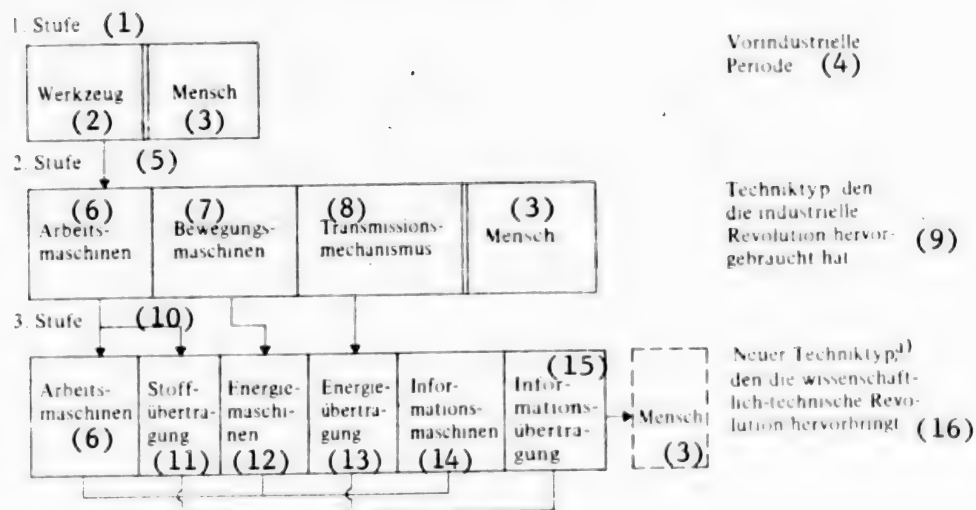 1. Stufe (1)
Vorindustrielle
Periode (4)
Werkzeug
(2)
Mensch
(3)
2. Stufe (5)
(6)
Arbeits-
maschinen
(7)
Bewegungs-
maschinen
(8)
Transmissions-
mechanismus
(3)
Mensch
Techniktyp den
die industrielle
Revolution hervor-
gebraucht hat
(9)
3. Stufe (10)
Arbeits-
maschinen
(6)
Stoff-
übertra-
gung
(11)
Energie-
maschi-
nen
(12)
Energie-
übertra-
gung
(13)
Infor-
mations-
maschinen
(14)
(15)
Infor-
mations-
übertra-
gung
Mensch
(3)
Neuer Techniktyp,a)
den die wissenschaft-
lich-technische Revo-
lution hervorbringt
(16)